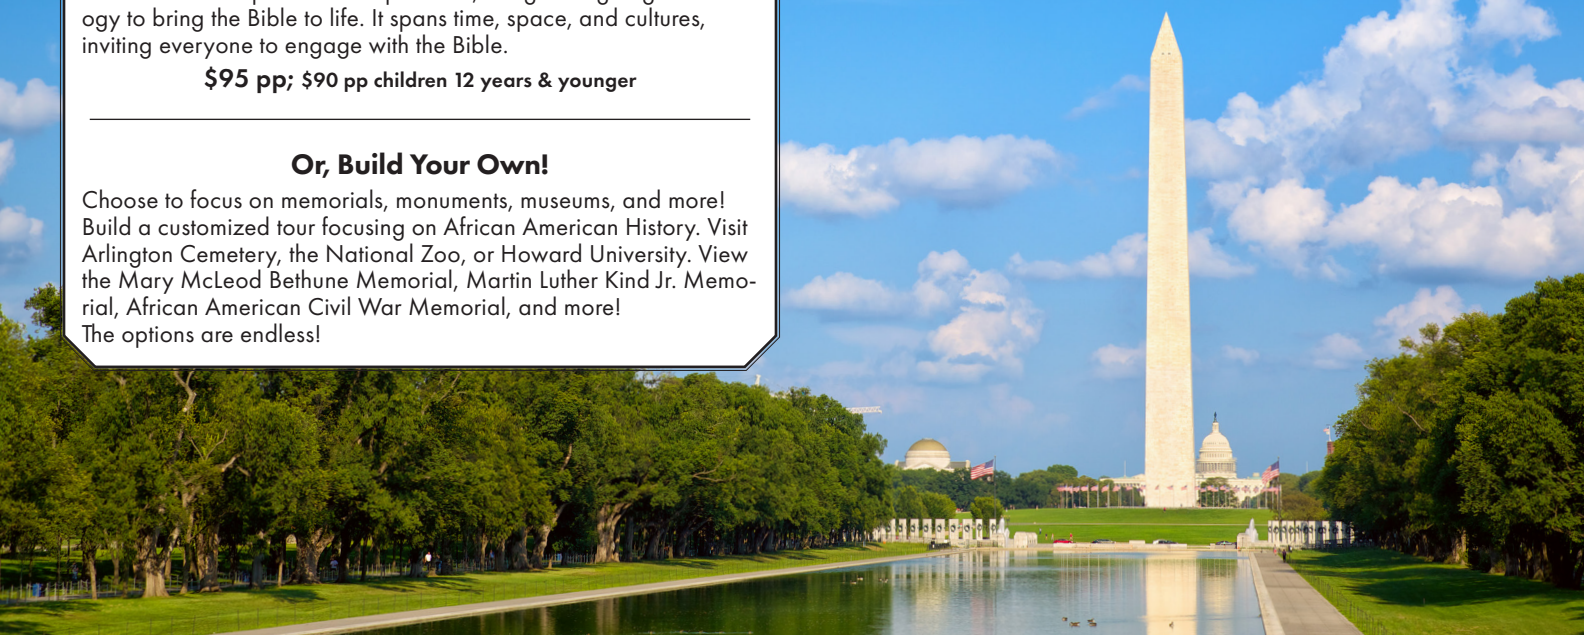 ogy to bring the Bible to life. It spans time, space, and cultures,
inviting everyone to engage with the Bible.
$95 pp; $90 pp children 12 years & younger
Or, Build Your Own!
Choose to focus on memorials, monuments, museums, and more!
Build a customized tour focusing on African American History. Visit
Arlington Cemetery, the National Zoo, or Howard University. View
the Mary McLeod Bethune Memorial, Martin Luther Kind Jr. Memo-
rial, African American Civil War Memorial, and more!
The options are endless!